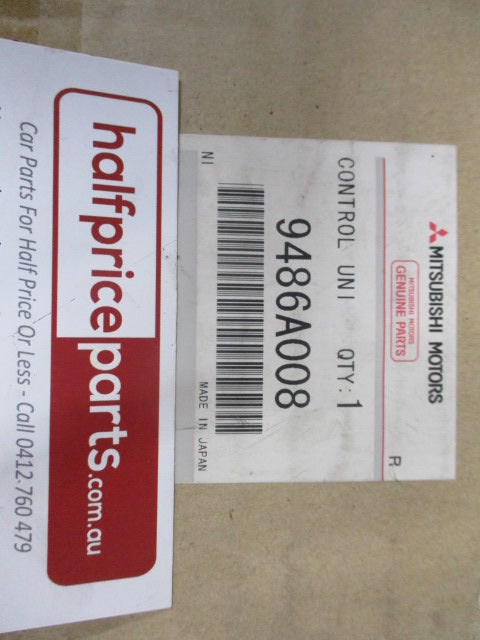 MITSUBISHI MOTORS
MITSUBISHI MOTORS
GENUINE PARTS
R
CONTROL UNI QTY:1
9486A008
NI
MADE IN JAPAN
halfpriceparts.com.au
Car Parts For Half Price Or Less - Call 0412 760 479